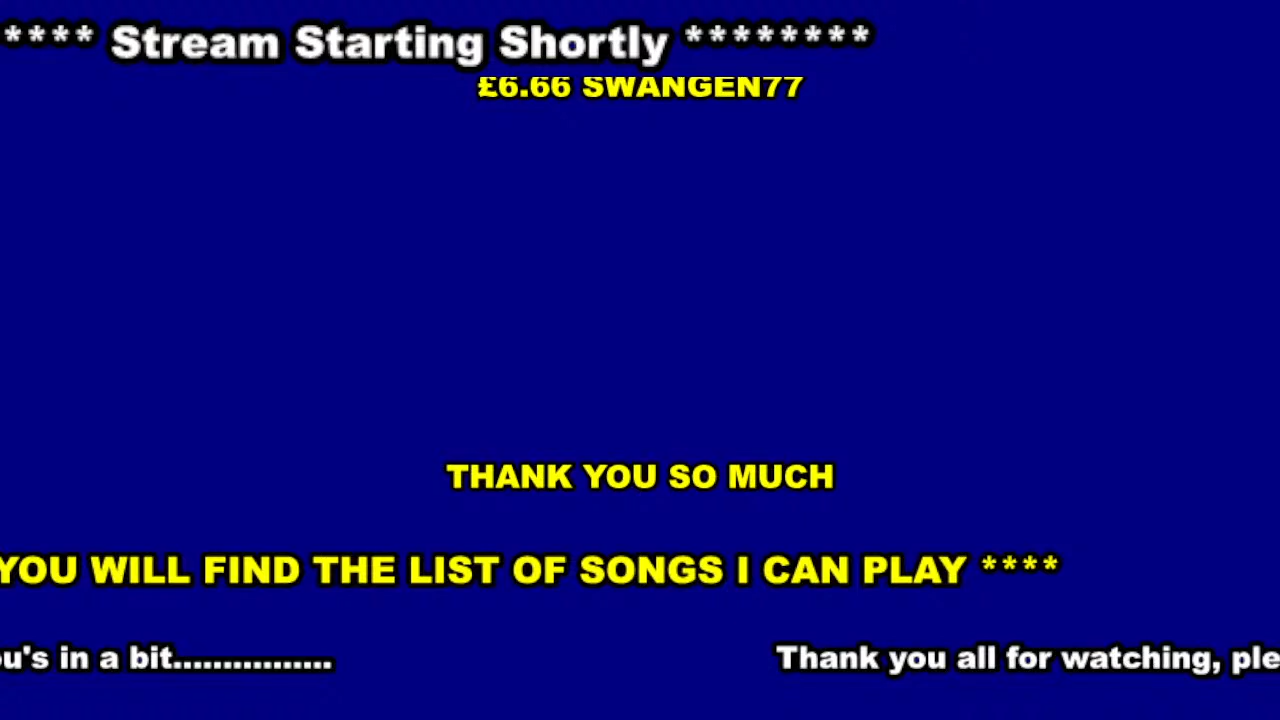 **** Stream Starting Shortly ********
£6.66 SWANGEN77
THANK YOU SO MUCH
YOU WILL FIND THE LIST OF SONGS I CAN PLAY ****
ou's in a bit................ Thank you all for watching, ple